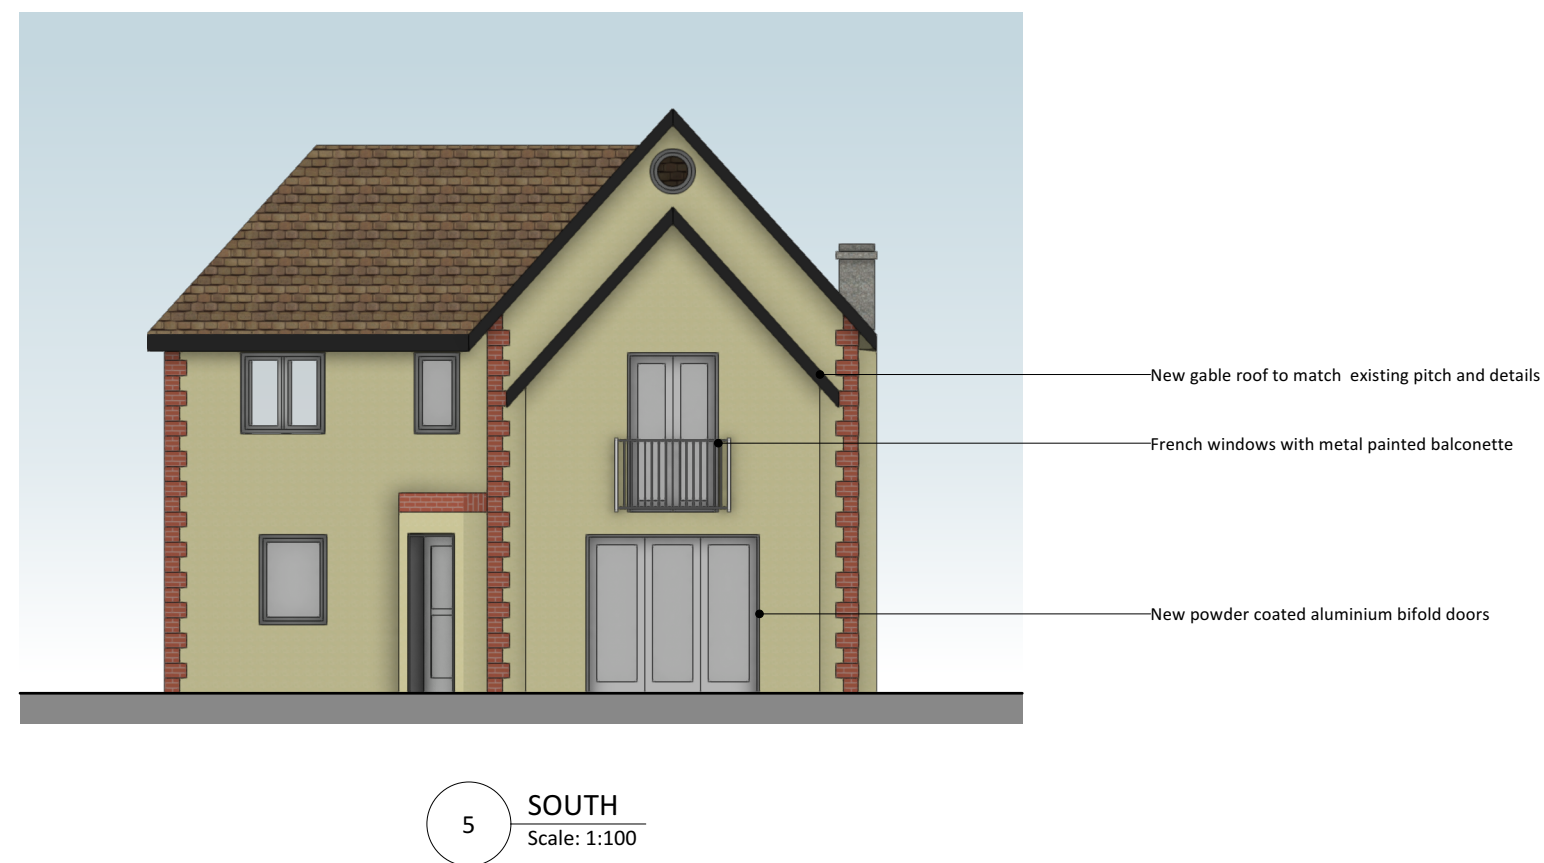 New gable roof to match  existing pitch and details
French windows with metal painted balconette
New powder coated aluminium bifold doors
5
SOUTH
Scale: 1:100